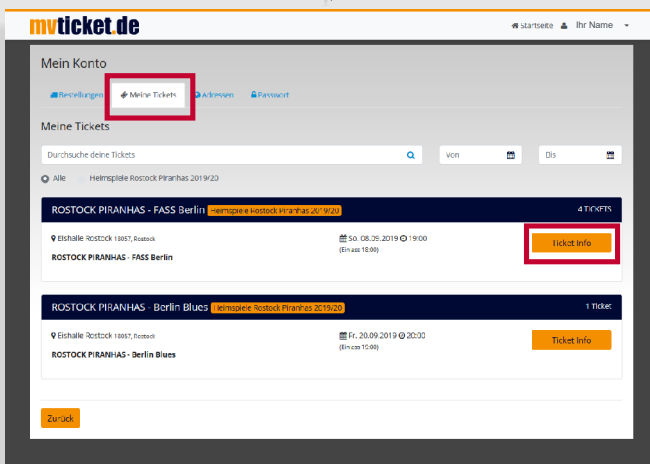 mvticket.de
Startseite Ihr Name
Mein Konto
Bestellungen Meine Tickets Adressen Passwort
Meine Tickets
Durchsuche deine Tickets Von Bis
Alle Heimspiele Rostock Piranhas 2019/20
ROSTOCK PIRANHAS - FASS Berlin Heimspiele Rostock Piranhas 2019/20 4 TICKETS
Eishalle Rostock 18057, Rostock So. 08.09.2019 19:00 Ticket Info
(Einlass 18:00)
ROSTOCK PIRANHAS - FASS Berlin
ROSTOCK PIRANHAS - Berlin Blues Heimspiele Rostock Piranhas 2019/20 1 Ticket
Eishalle Rostock 18057, Rostock Fr. 20.09.2019 20:00 Ticket Info
(Einlass 19:00)
ROSTOCK PIRANHAS - Berlin Blues
Zurück